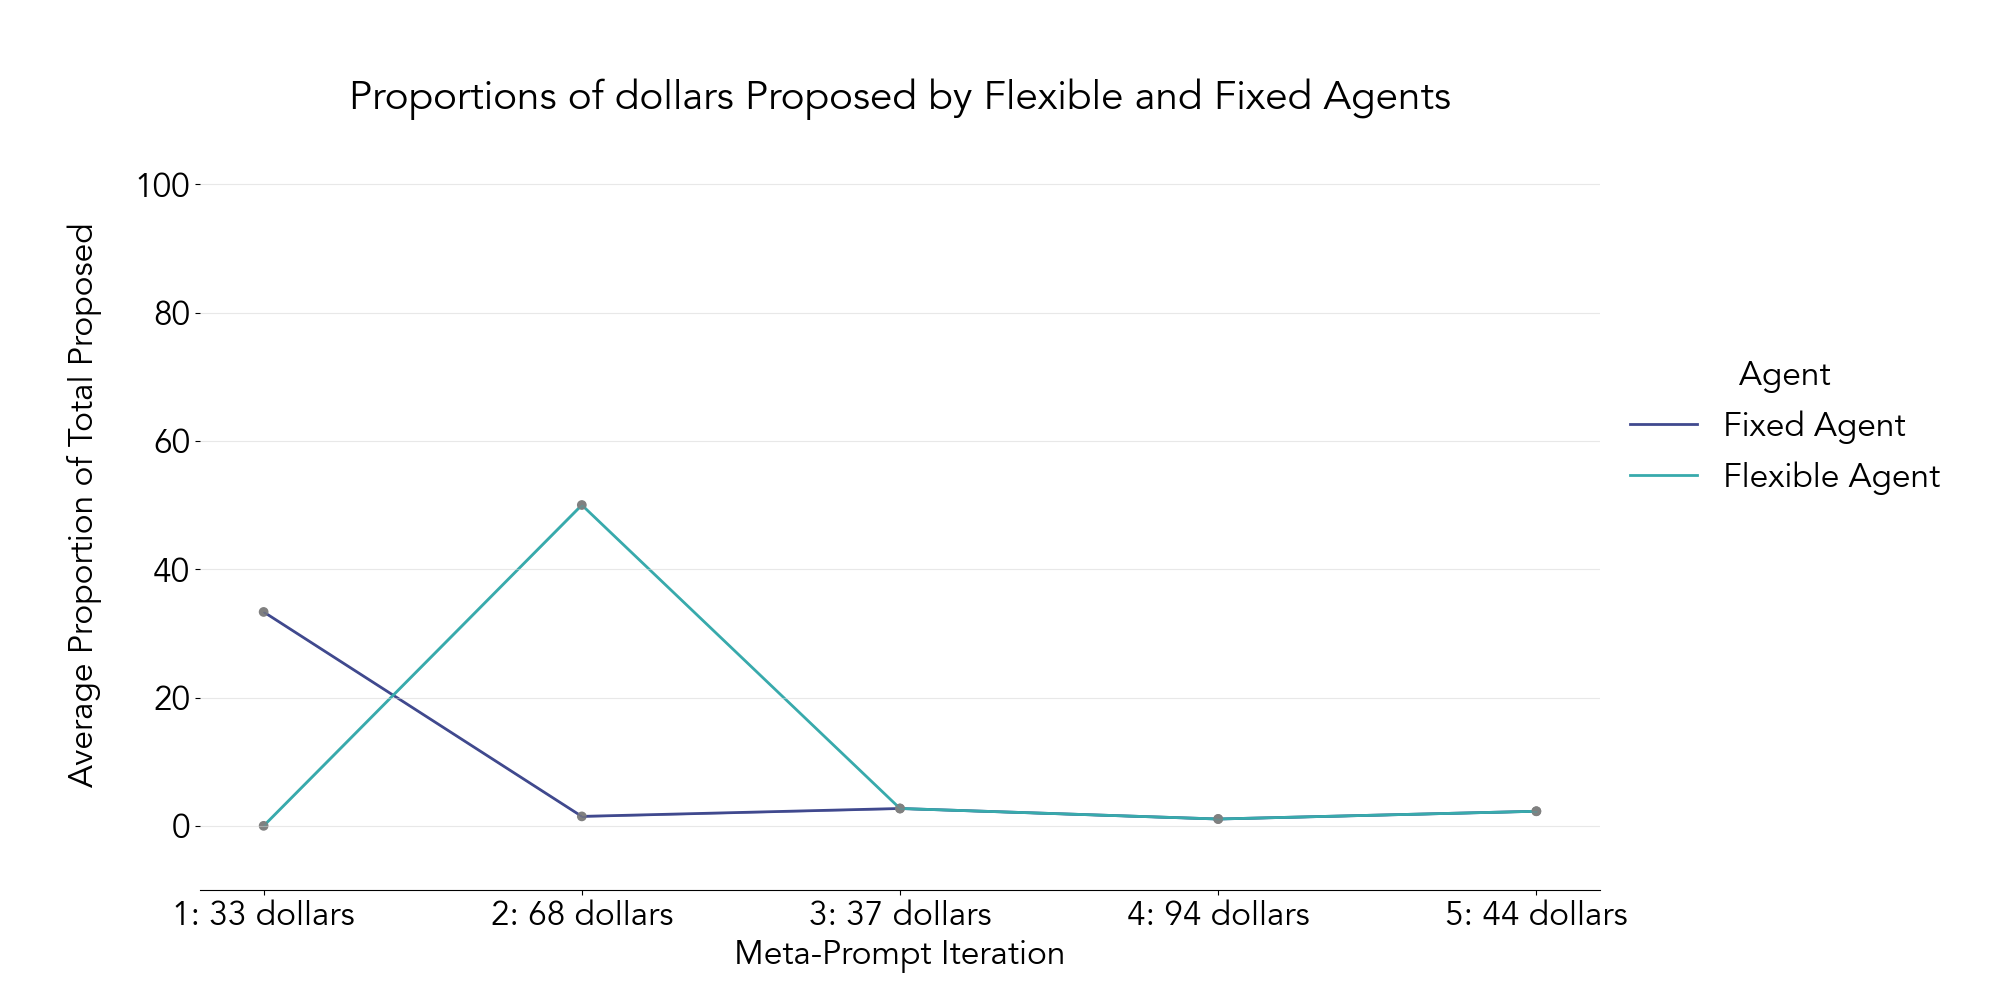 Proportions of dollars Proposed by Flexible and Fixed Agents
Average Proportion of Total Proposed
100
80
60
40
20
0
1: 33 dollars
2: 68 dollars
3: 37 dollars
4: 94 dollars
5: 44 dollars
Meta-Prompt Iteration
Agent
Fixed Agent
Flexible Agent